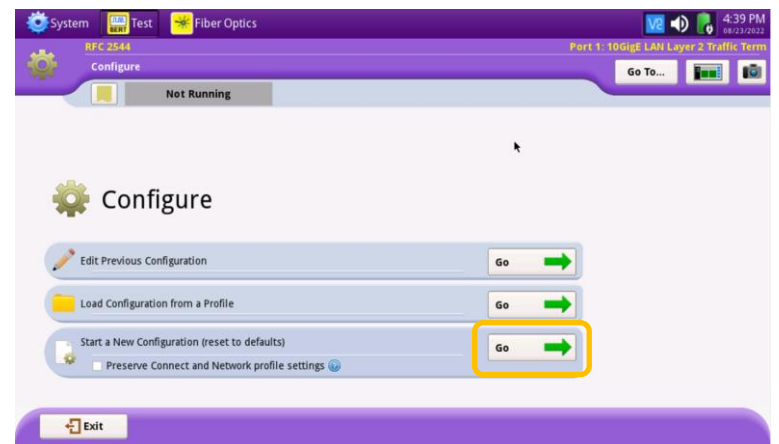 System Test Fiber Optics 4:39 PM
BERT 08/23/2022
RFC 2544 Port 1: 10GigE LAN Layer 2 Traffic Term
Configure
Go To...
Not Running
Configure
Edit Previous Configuration Go
Load Configuration from a Profile Go
Start a New Configuration (reset to defaults) Go
Preserve Connect and Network profile settings
Exit